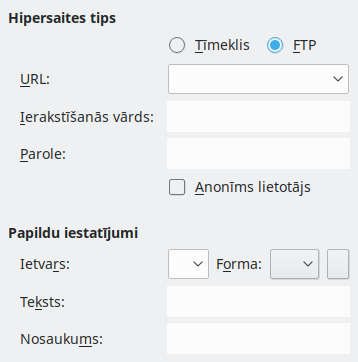 Hipersaites tips
Tīmeklis FTP
URL:
Ierakstīšanās vārds:
Parole:
Anonīms lietotājs
Papildu iestatījumi
Ietvars: Forma:
Teksts:
Nosaukums: